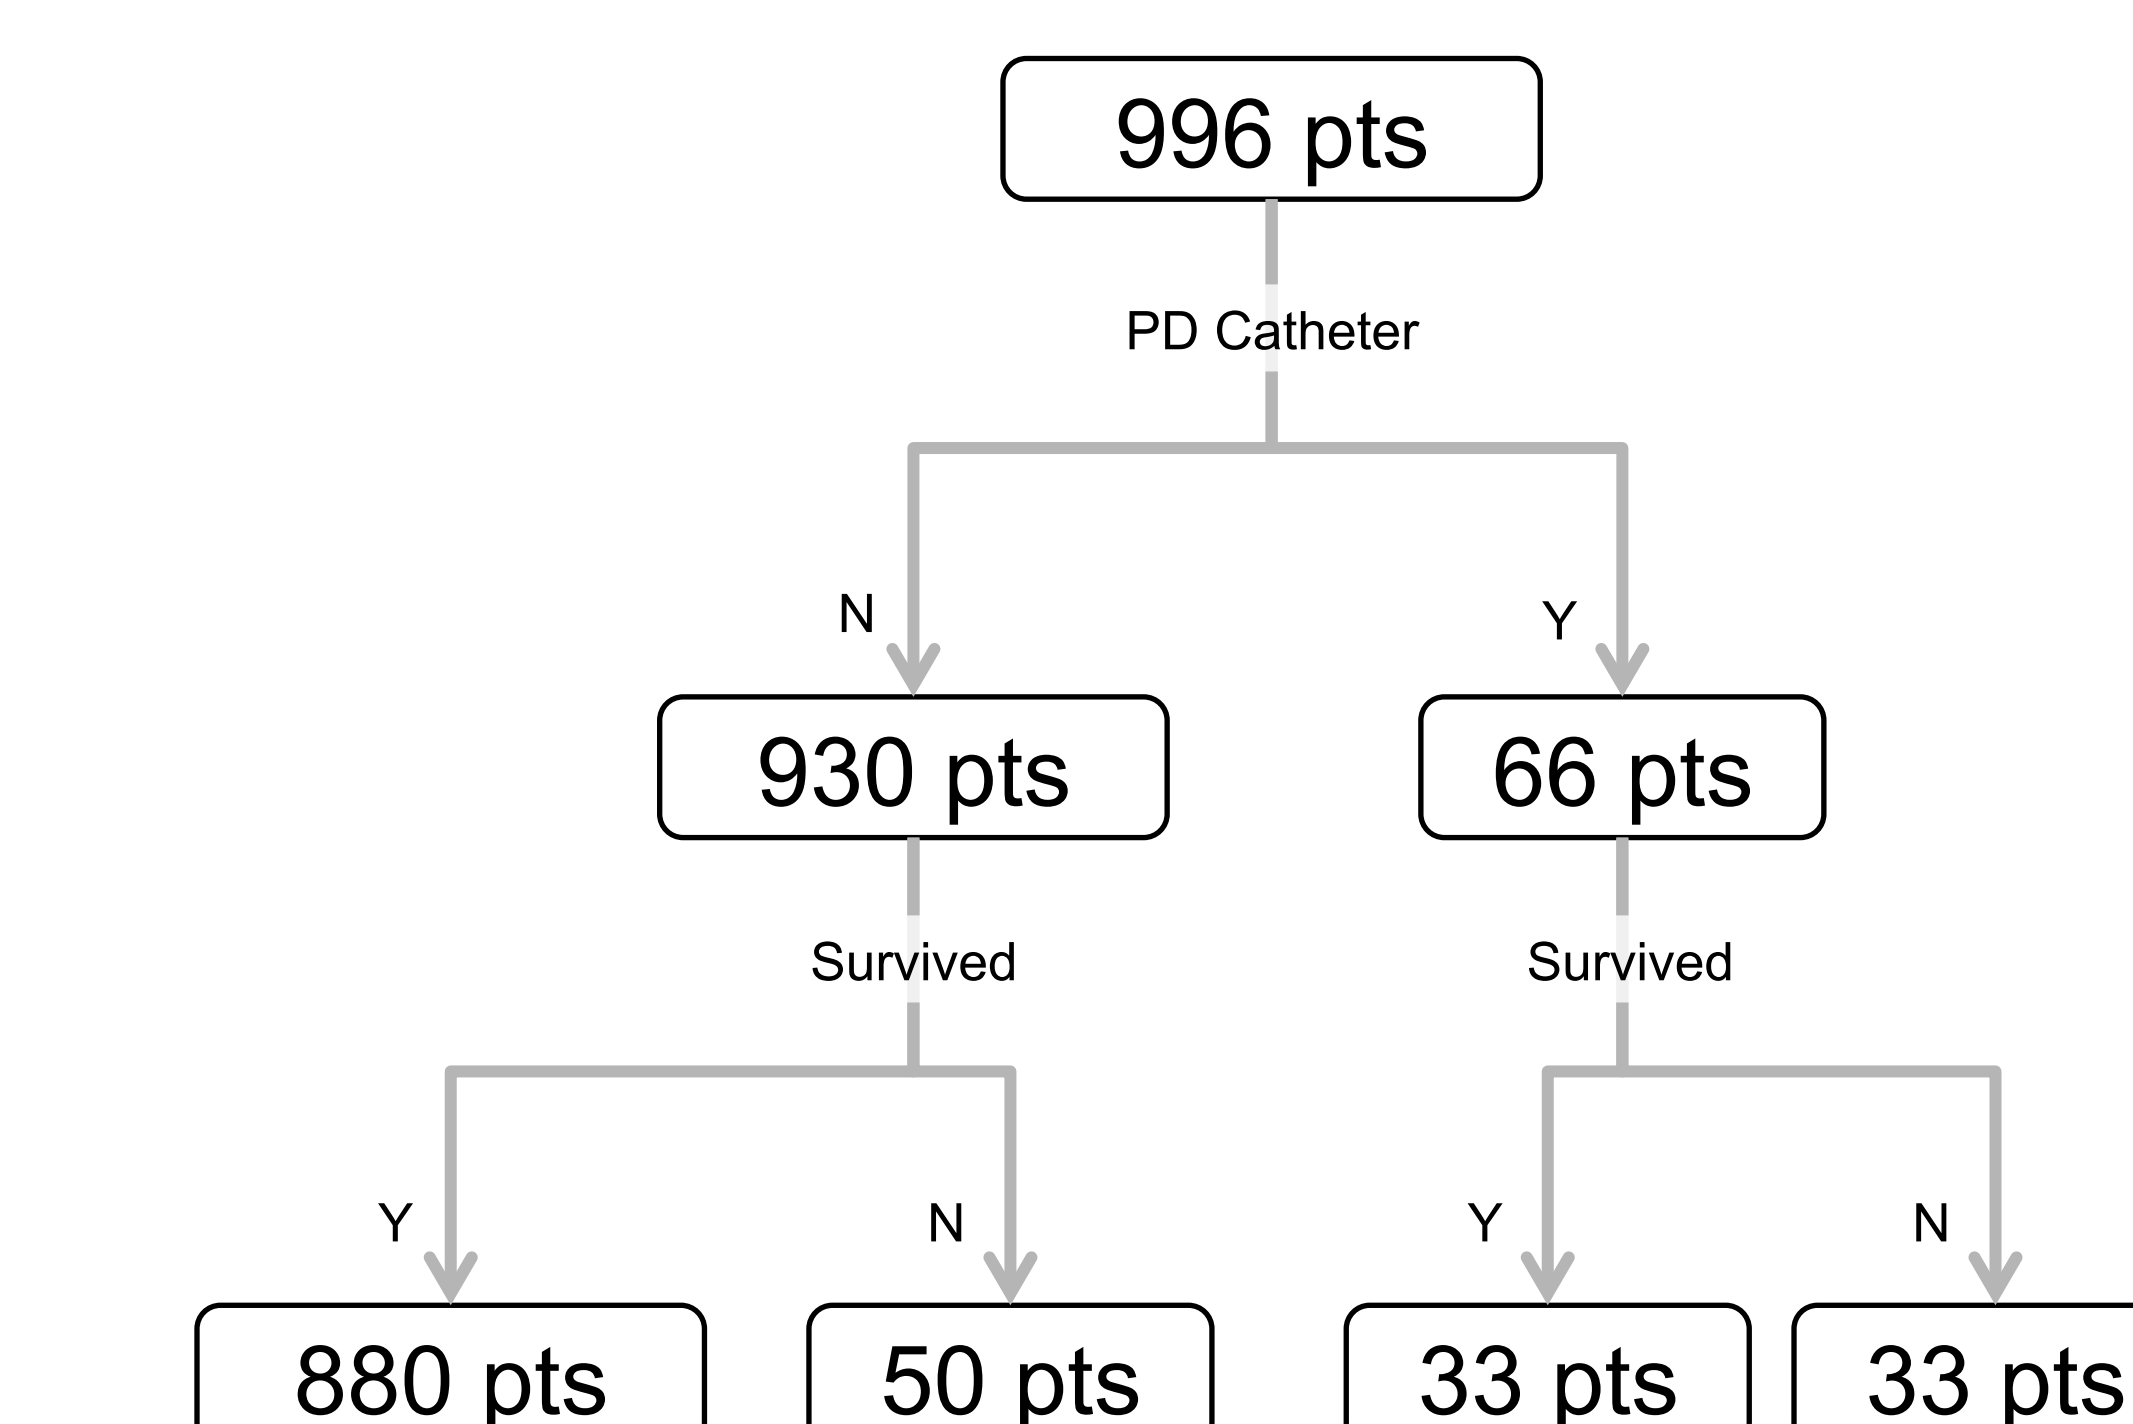 996 pts
PD Catheter
N
Y
930 pts
66 pts
Survived
Survived
Y
N
Y
N
880 pts
50 pts
33 pts
33 pts